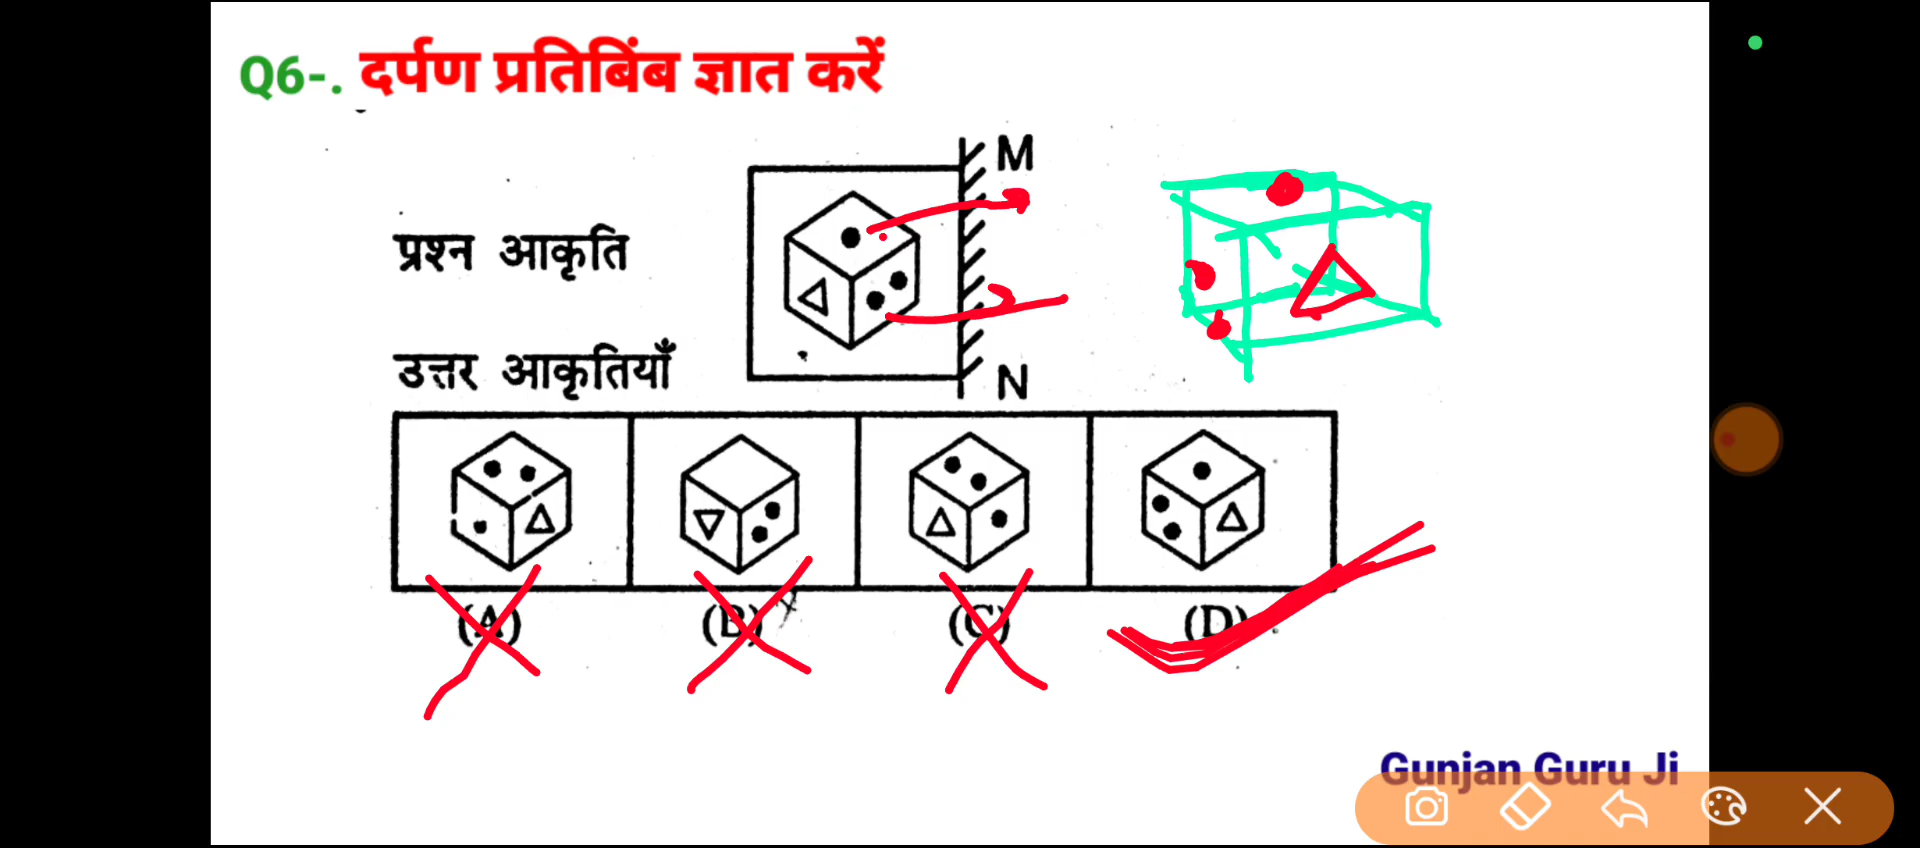 Q6-. दर्पण प्रतिबिंब ज्ञात करें
M
प्रश्न आकृति
N
उत्तर आकृतियाँ
(A) (B) (C) (D)
Gunjan Guru Ji